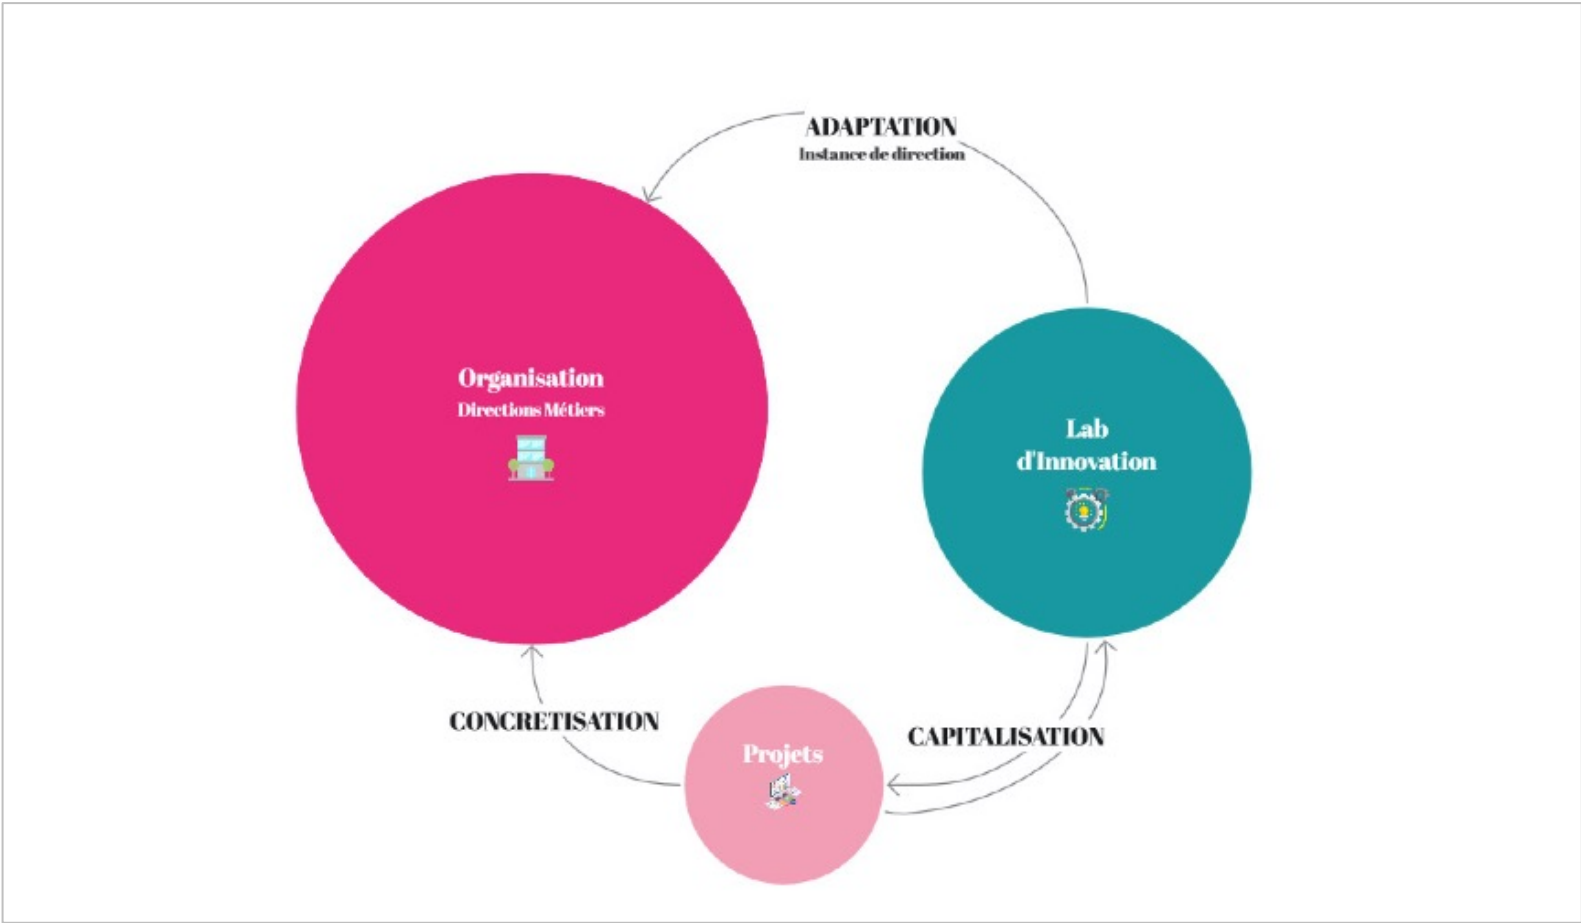 ADAPTATION
Instance de direction
Organisation
Directions Métiers
Lab
d'Innovation
CONCRETISATION
Projets
CAPITALISATION